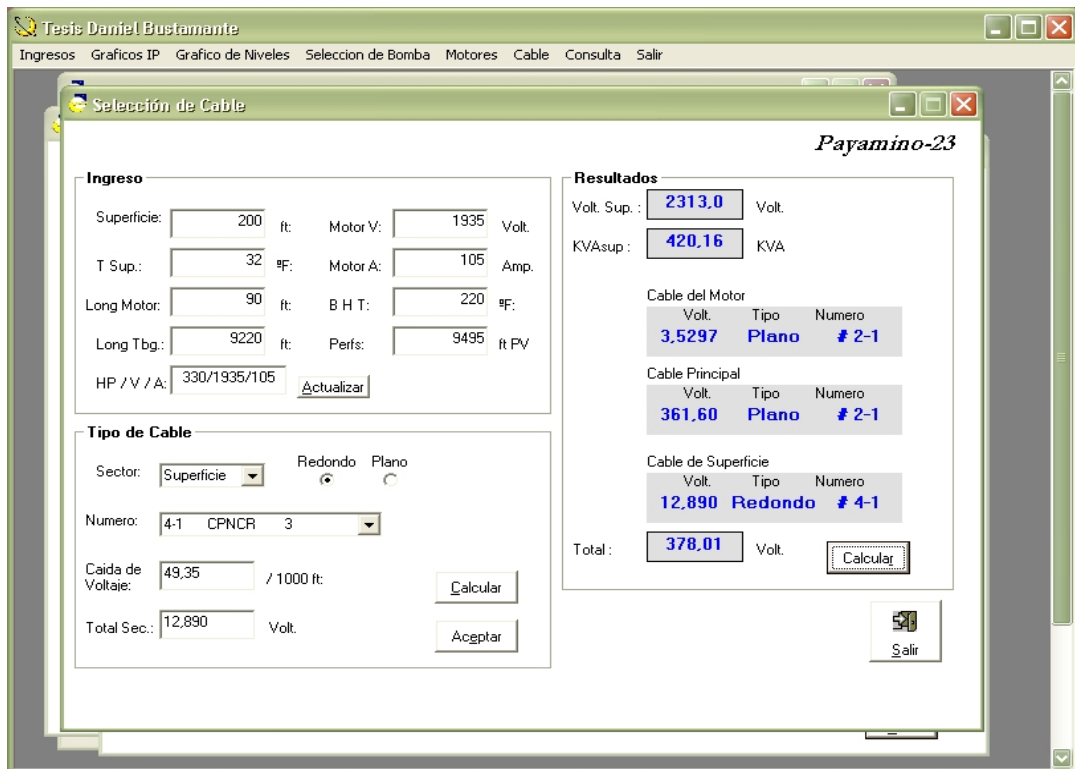 Tesis Daniel Bustamante
Ingresos Graficos IP Grafico de Niveles Seleccion de Bomba Motores Cable Consulta Salir
Selección de Cable
Payamino-23
Ingreso
Superficie: 200 ft: Motor V: 1935 Volt.
T Sup.: 32 ºF: Motor A: 105 Amp.
Long Motor: 90 ft: B H T: 220 ºF:
Long Tbg.: 9220 ft: Perfs: 9495 ft PV
HP / V / A: 330/1935/105 Actualizar
Tipo de Cable
Sector: Superficie Redondo Plano
Numero: 4-1 CPNCR 3
Caida de Voltaje: 49,35 / 1000 ft: Calcular
Total Sec.: 12,890 Volt. Aceptar
Resultados
Volt. Sup. : 2313,0 Volt.
KVAsup : 420,16 KVA
Cable del Motor
Volt. Tipo Numero
3,5297 Plano # 2-1
Cable Principal
Volt. Tipo Numero
361,60 Plano # 2-1
Cable de Superficie
Volt. Tipo Numero
12,890 Redondo # 4-1
Total : 378,01 Volt. Calcular
Salir